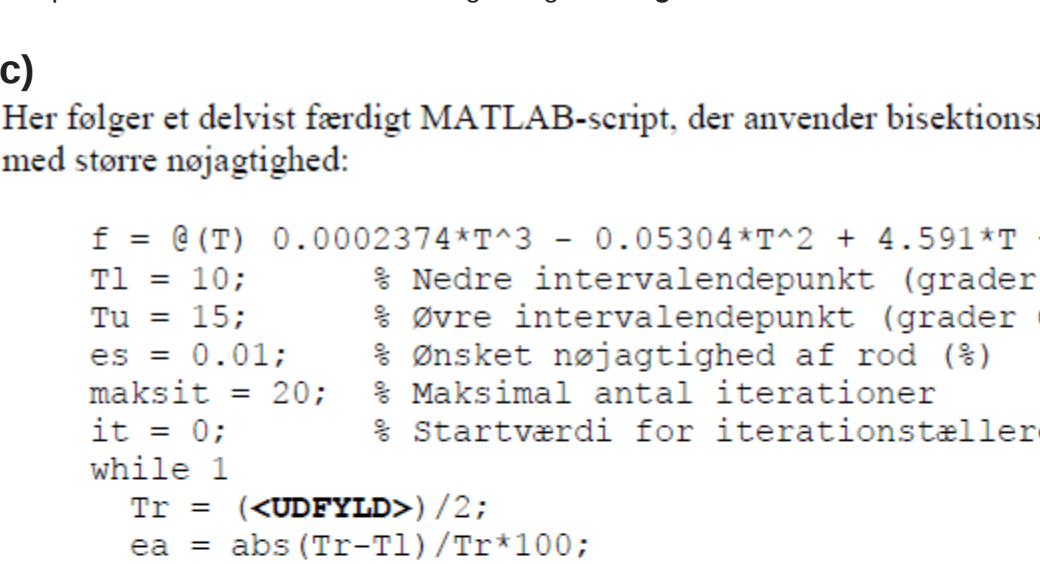 c)
Her følger et delvist færdigt MATLAB-script, der anvender
med større nøjagtighed:
f = @(T) 0.0002374*T^3 - 0.05304*T^2 + 4.591*T
Tl = 10; % Nedre intervalendepunkt (grader
Tu = 15; % Øvre intervalendepunkt (grader
es = 0.01; % Ønsket nøjagtighed af rod (%)
maksit = 20; % Maksimal antal iterationer
it = 0; % Startværdi for
while 1
Tr = (<UDFYLD>)/2;
ea = abs(Tr-Tl)/Tr*100;